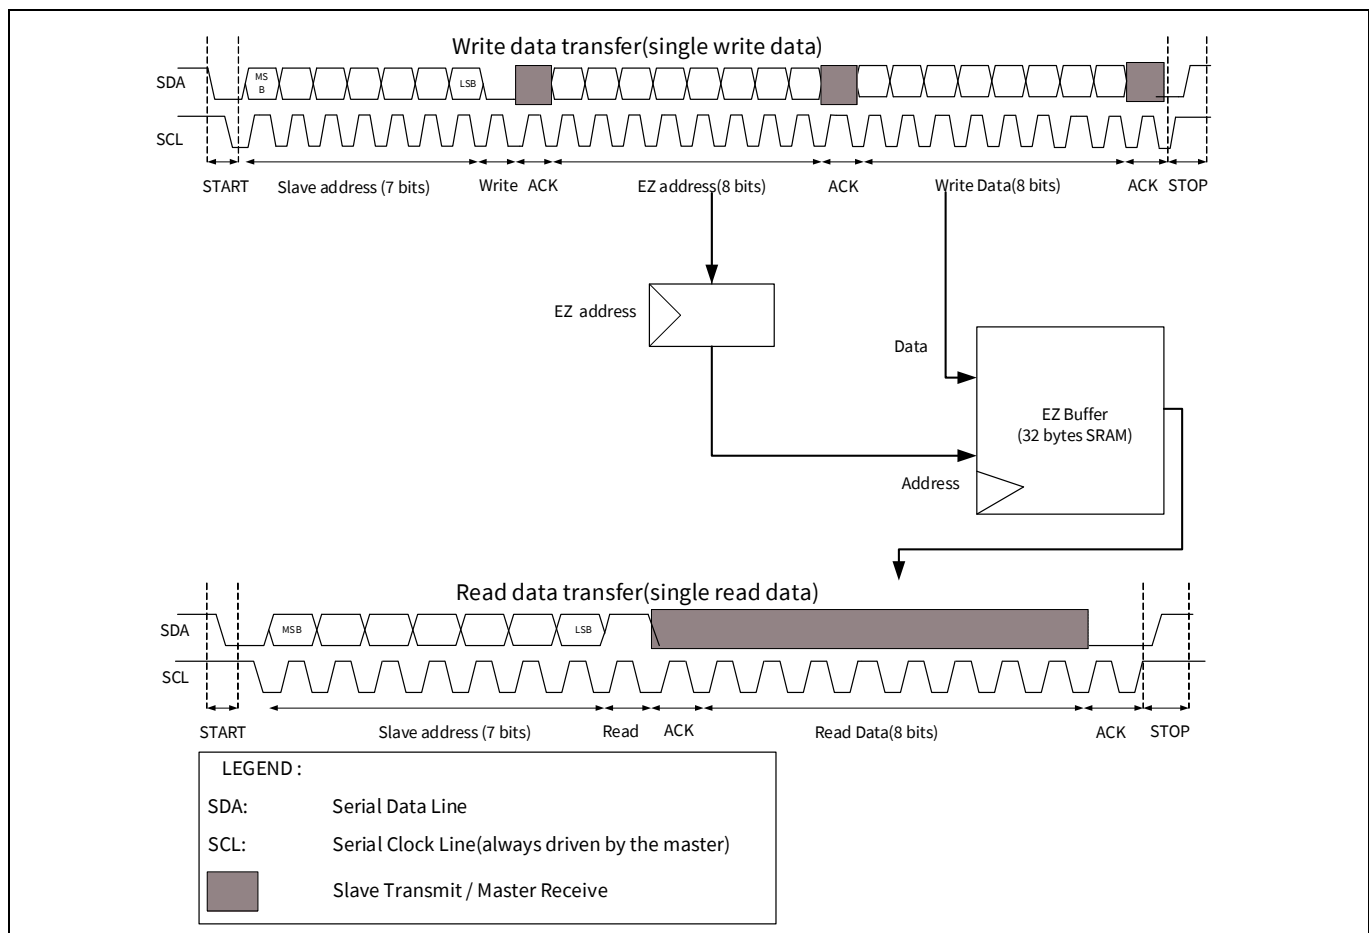 Write data transfer(single write data)
SDA
MS
B
LSB
SCL
START
Slave address (7 bits)
Write
ACK
EZ address(8 bits)
ACK
Write Data(8 bits)
ACK
STOP
EZ address
Data
EZ Buffer
(32 bytes SRAM)
Address
Read data transfer(single read data)
SDA
MSB
LSB
SCL
START
Slave address (7 bits)
Read
ACK
Read Data(8 bits)
ACK
STOP
LEGEND :
SDA: Serial Data Line
SCL: Serial Clock Line(always driven by the master)
Slave Transmit / Master Receive